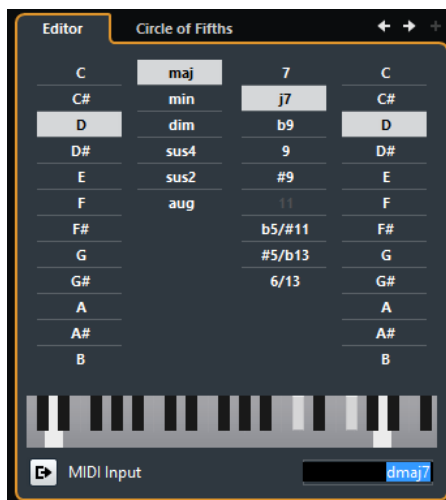 Editor Circle of Fifths
C maj 7 C
C# min j7 C#
D dim b9 D
D# sus4 9 D#
E sus2 #9 E
F aug 11 F
F# b5/#11 F#
G #5/b13 G
G# 6/13 G#
A A
A# A#
B B
MIDI Input dmaj7